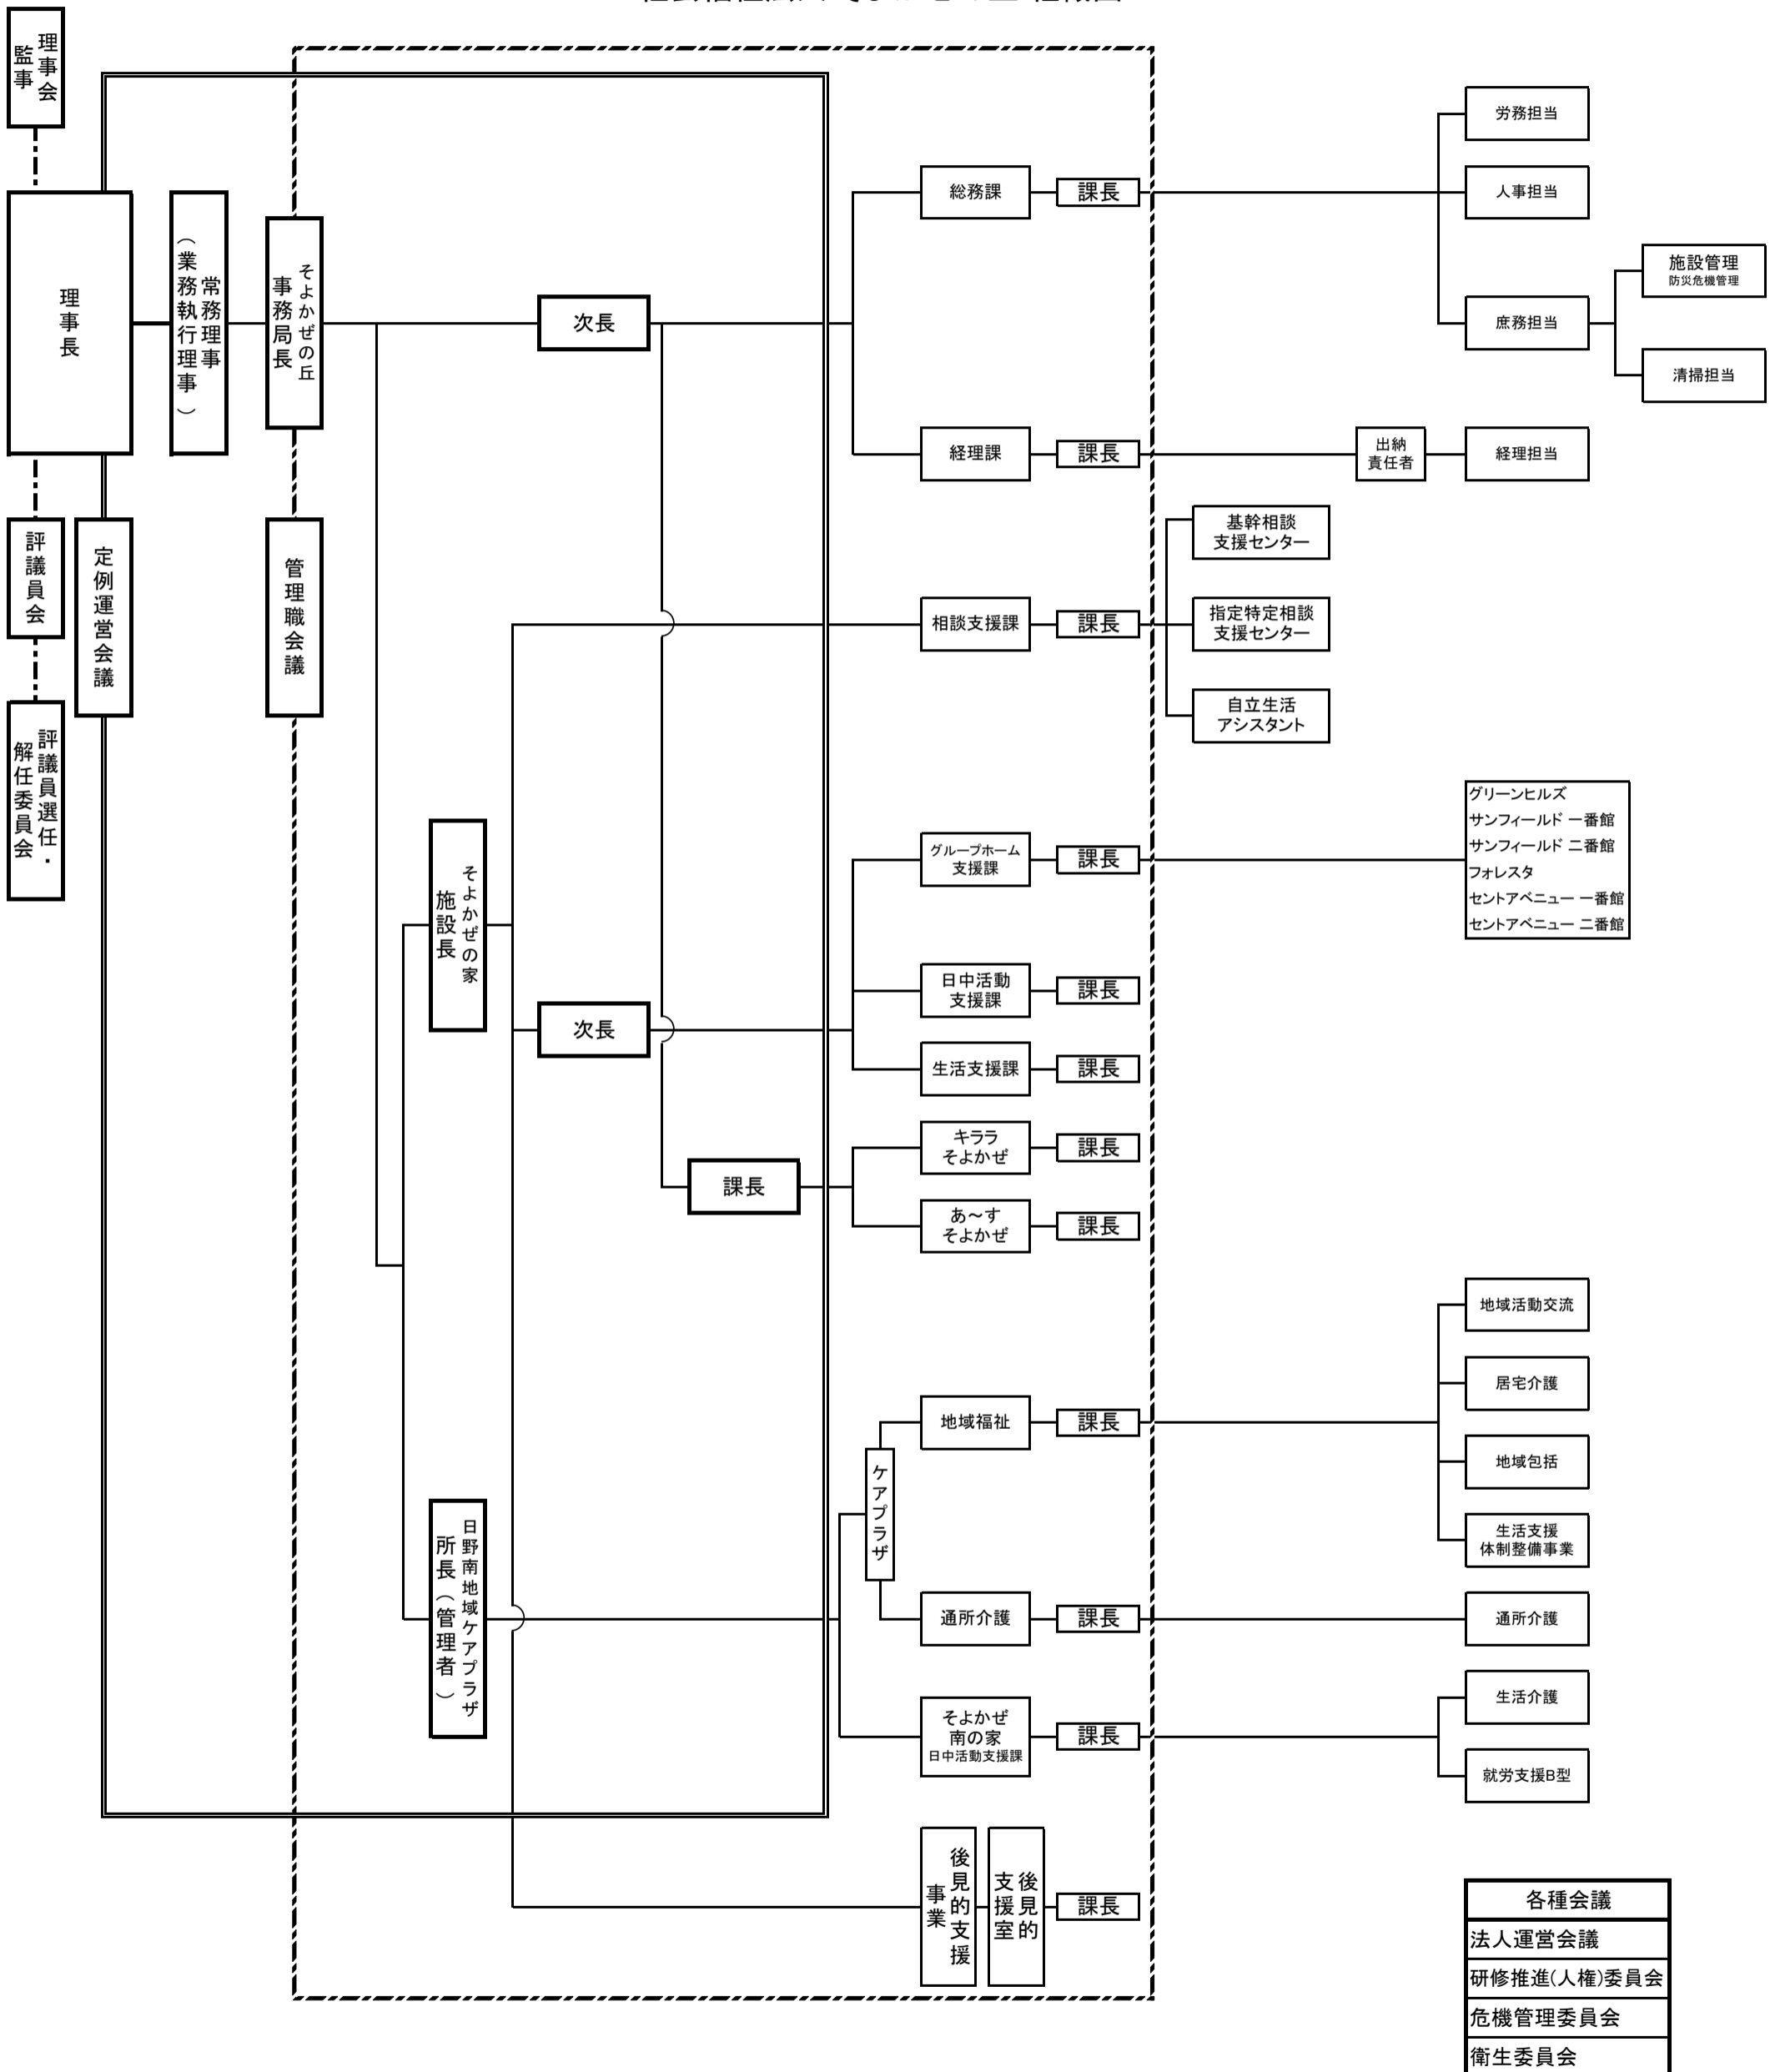 理事会
監事
理事長
常務理事
（業務執行理事）
そよかぜの丘
事務局長
評議員会
定例運営会議
管理職会議
評議員選任・
解任委員会
次長
総務課
課長
労務担当
人事担当
庶務担当
施設管理
防災危機管理
清掃担当
経理課
課長
出納
責任者
経理担当
相談支援課
課長
基幹相談
支援センター
指定特定相談
支援センター
自立生活
アシスタント
そよかぜの家
施設長
次長
グループホーム
支援課
課長
グリーンヒルズ
サンフィールド 一番館
サンフィールド 二番館
フォレスタ
セントアベニュー 一番館
セントアベニュー 二番館
日中活動
支援課
課長
生活支援課
課長
課長
キララ
そよかぜ
課長
あ～す
そよかぜ
課長
日野南地域ケアプラザ
所長（管理者）
ケアプラザ
地域福祉
課長
地域活動交流
居宅介護
地域包括
生活支援
体制整備事業
通所介護
課長
通所介護
そよかぜ
南の家
日中活動支援課
課長
生活介護
就労支援B型
後見的支援
事業
後見的
支援室
課長
各種会議
法人運営会議
研修推進(人権)委員会
危機管理委員会
衛生委員会